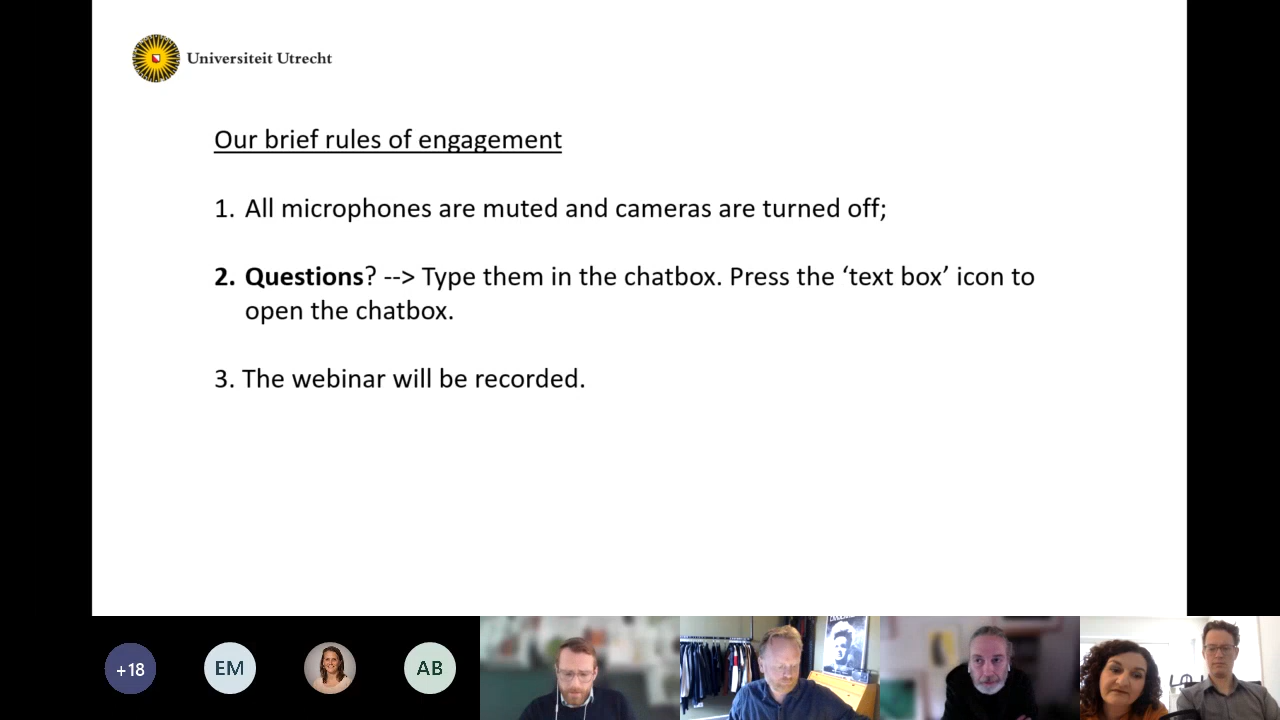 Universiteit Utrecht
Our brief rules of engagement
1. All microphones are muted and cameras are turned off;
2. Questions? --> Type them in the chatbox. Press the ‘text box’ icon to
open the chatbox.
3. The webinar will be recorded.
+18
EM
AB